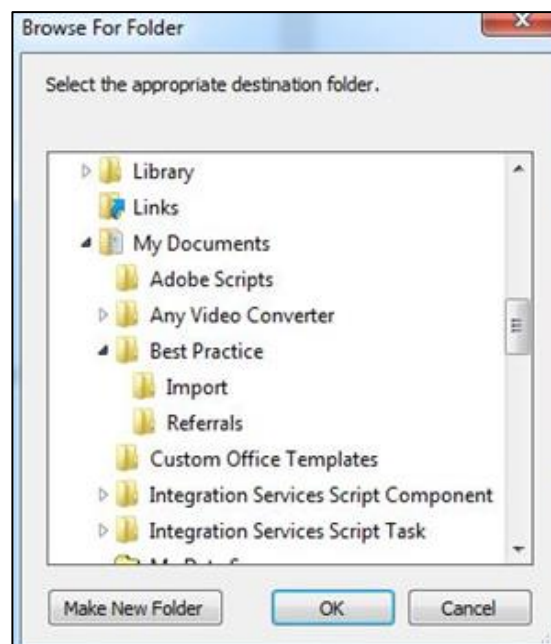 Browse For Folder
Select the appropriate destination folder.
Library
Links
My Documents
Adobe Scripts
Any Video Converter
Best Practice
Import
Referrals
Custom Office Templates
Integration Services Script Component
Integration Services Script Task
Make New Folder
OK
Cancel